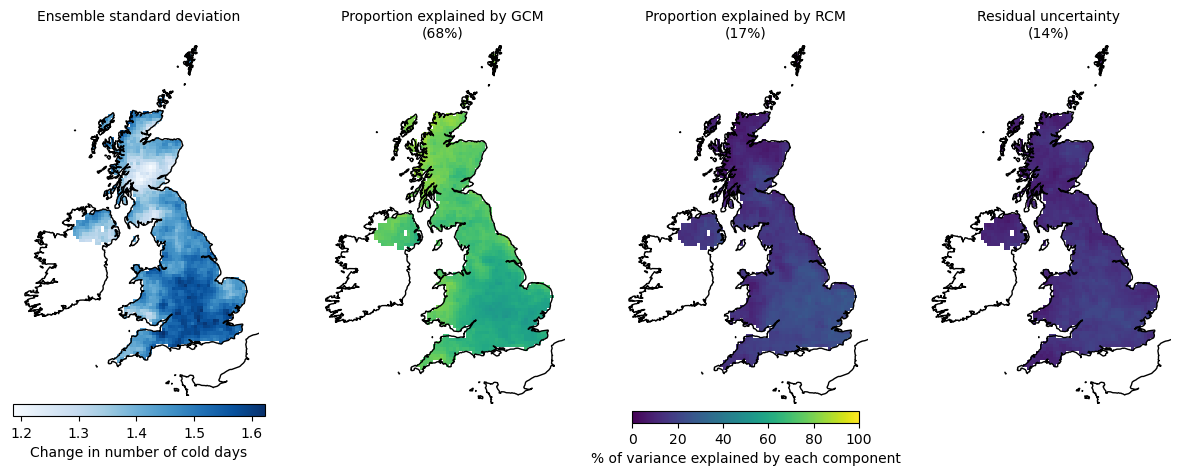 Ensemble standard deviation
Proportion explained by GCM
(68%)
Proportion explained by RCM
(17%)
Residual uncertainty
(14%)
1.2 1.3 1.4 1.5 1.6
Change in number of cold days
0 20 40 60 80 100
% of variance explained by each component